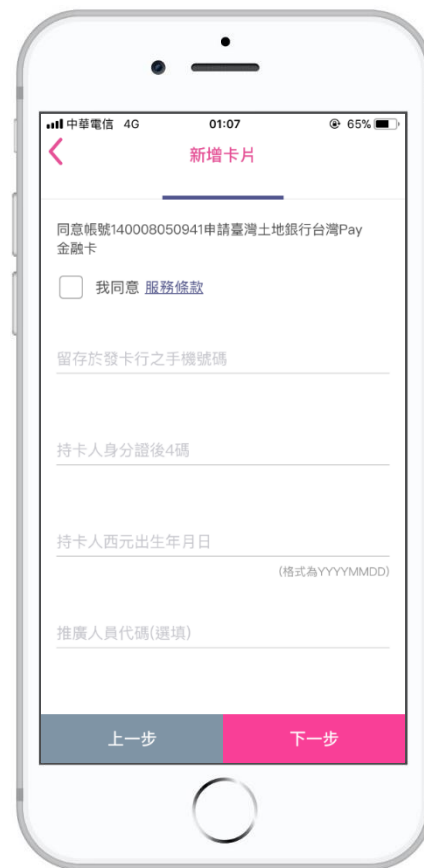 中華電信 4G 01:07 65%
新增卡片
同意帳號140008050941申請臺灣土地銀行台灣Pay
金融卡
我同意 服務條款
留存於發卡行之手機號碼
持卡人身分證後4碼
持卡人西元出生年月日
(格式為YYYYMMDD)
推廣人員代碼(選填)
上一步 下一步